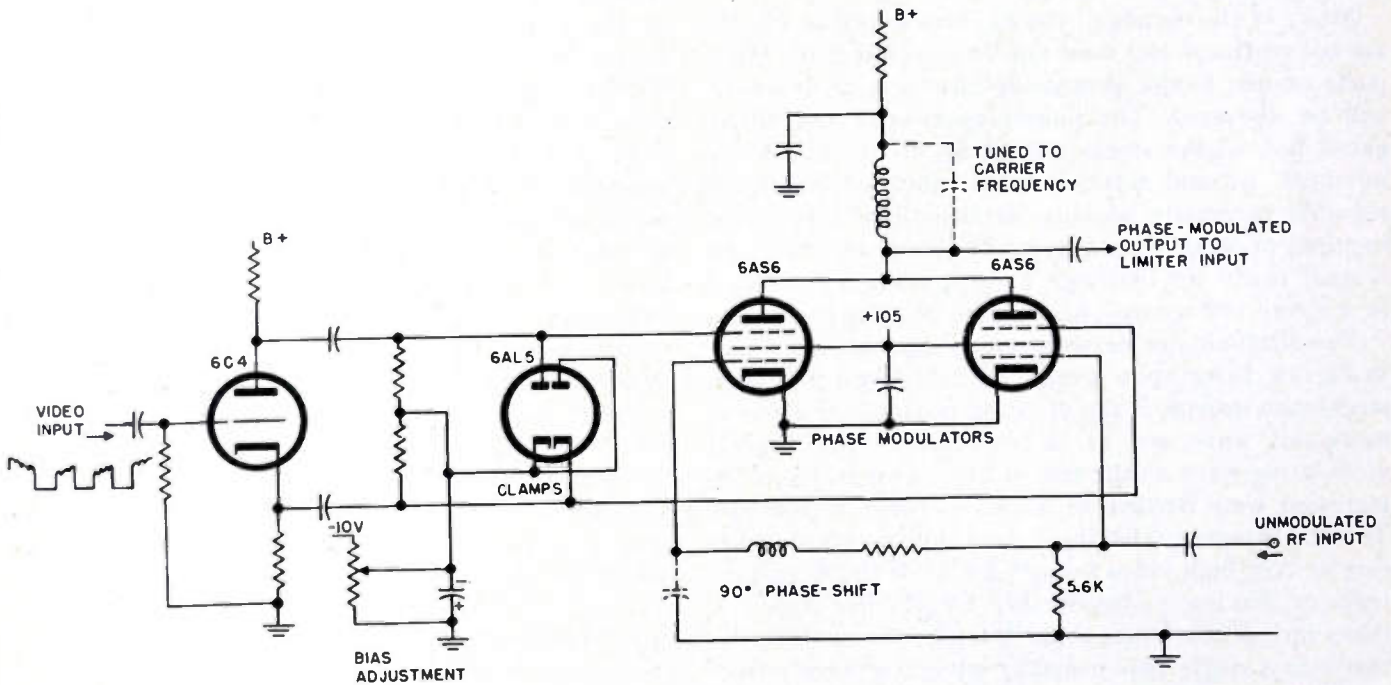 B+
TUNED TO
CARRIER
FREQUENCY
PHASE-MODULATED
OUTPUT TO
LIMITER INPUT
B+
6AS6
6AS6
+105
6C4
6AL5
VIDEO
INPUT
PHASE MODULATORS
CLAMPS
-10V
UNMODULATED
RF INPUT
90° PHASE-SHIFT
5.6K
-
+
BIAS
ADJUSTMENT